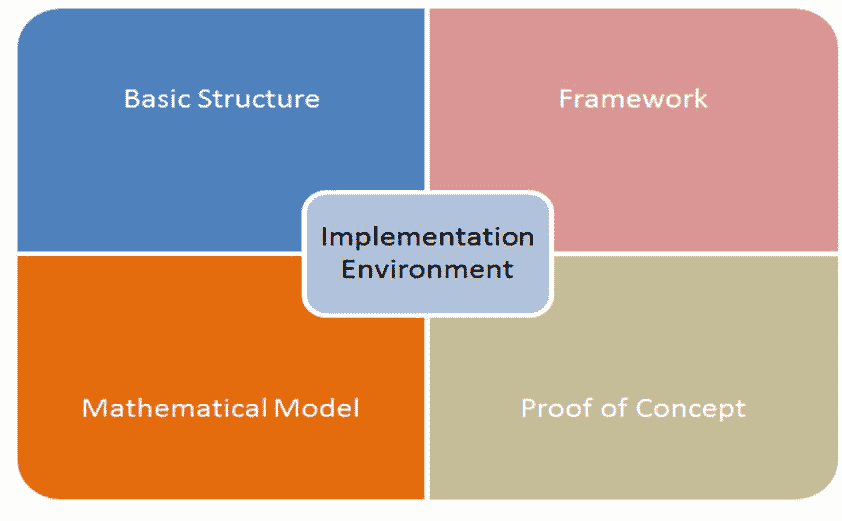 Basic Structure
Framework
Implementation
Environment
Mathematical Model
Proof of Concept